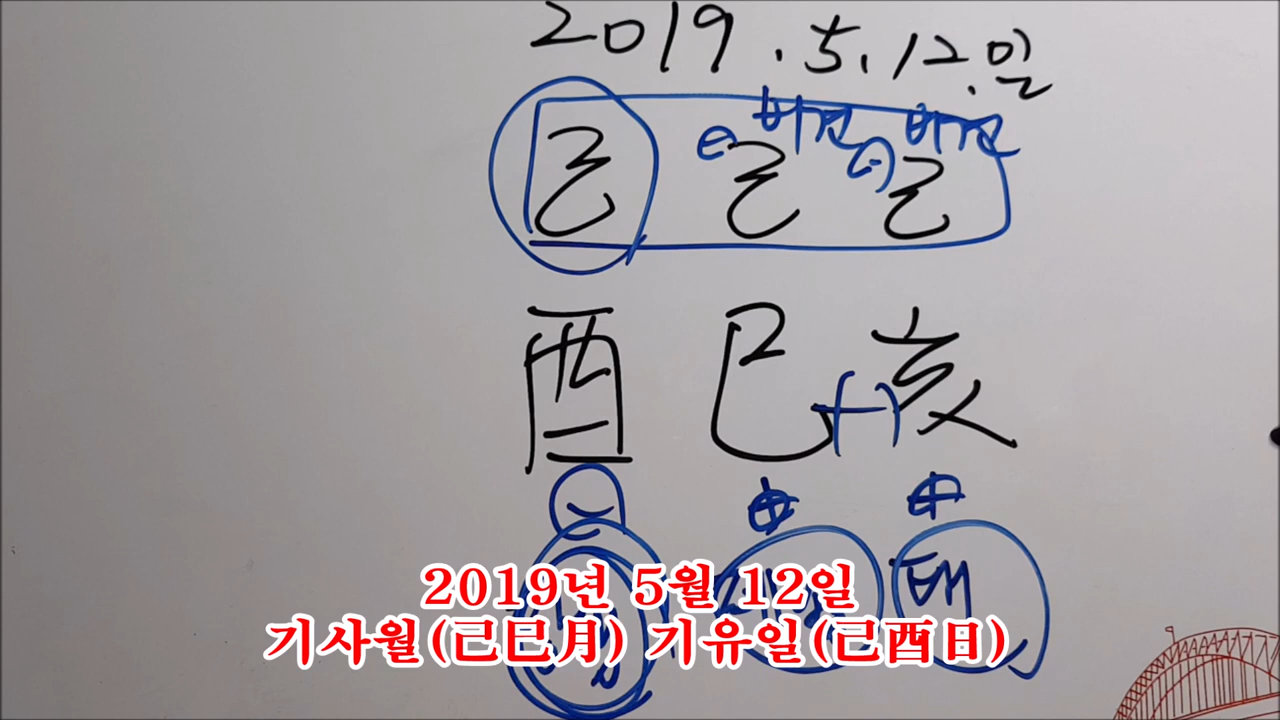 2019.5.12.일
비견 비견
己 己 己
酉 巳 亥
태
2019년 5월 12일
기사월(己巳月) 기유일(己酉日)